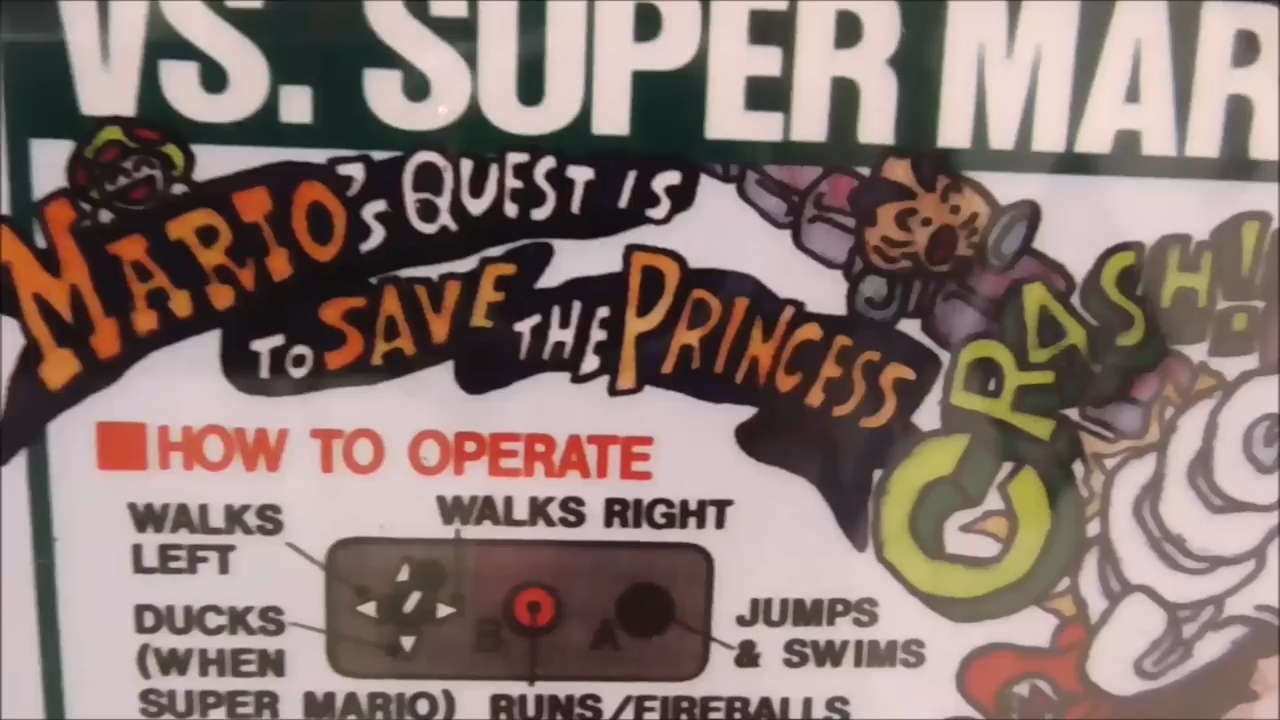 VS. SUPER MAR
MARIO'S QUEST IS
TO SAVE THE PRINCESS
CRASH!
HOW TO OPERATE
WALKS LEFT
WALKS RIGHT
DUCKS
(WHEN
SUPER MARIO)
B A
JUMPS
& SWIMS
RUNS/FIREBALLS